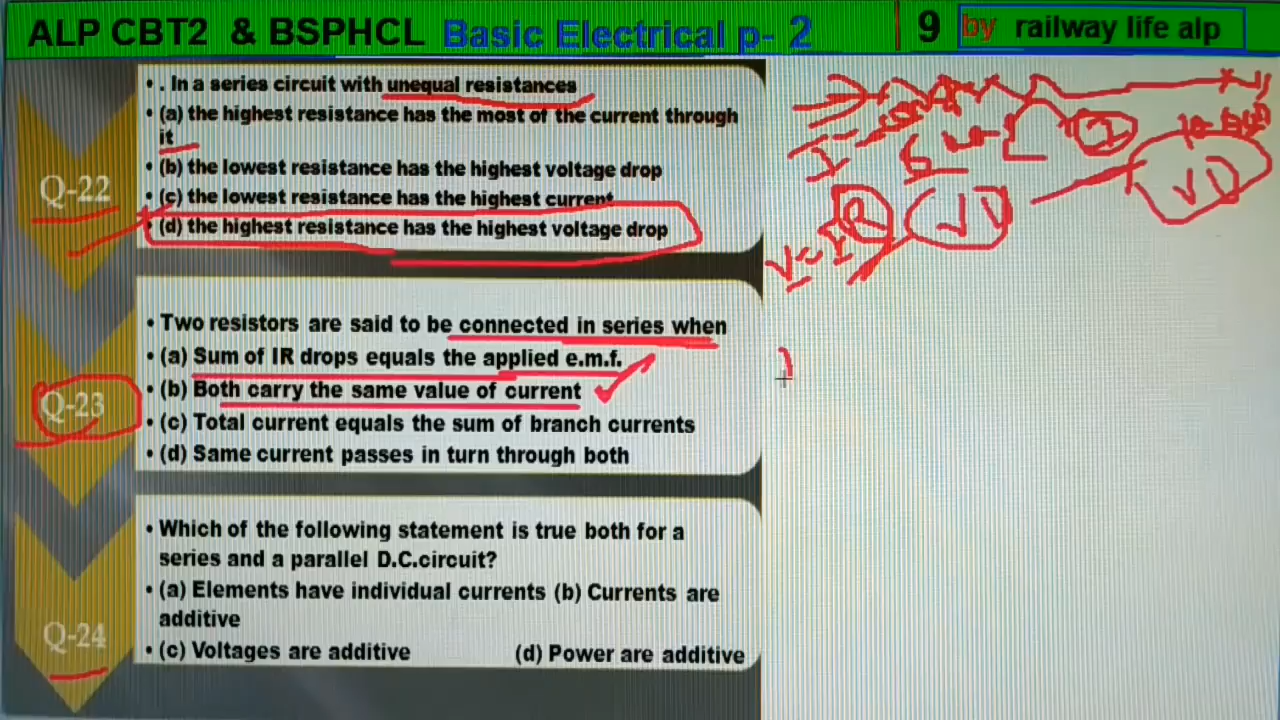 ALP CBT2 & BSPHCL Basic Electrical p- 2 9 by railway life alp
Q-22
• . In a series circuit with unequal resistances
• (a) the highest resistance has the most of the current through
it
• (b) the lowest resistance has the highest voltage drop
• (c) the lowest resistance has highest current
• (d) the highest resistance has the highest voltage drop
I
VD
V = IR
VD
Q-23
• Two resistors are said to be connected in series when
• (a) Sum of IR drops equals the applied e.m.f.
• (b) Both carry the same value of current
• (c) Total current equals the sum of branch currents
• (d) Same current passes in turn through both
Q-24
• Which of the following statement is true both for a
series and a parallel D.C.circuit?
• (a) Elements have individual currents (b) Currents are
additive
• (c) Voltages are additive (d) Power are additive